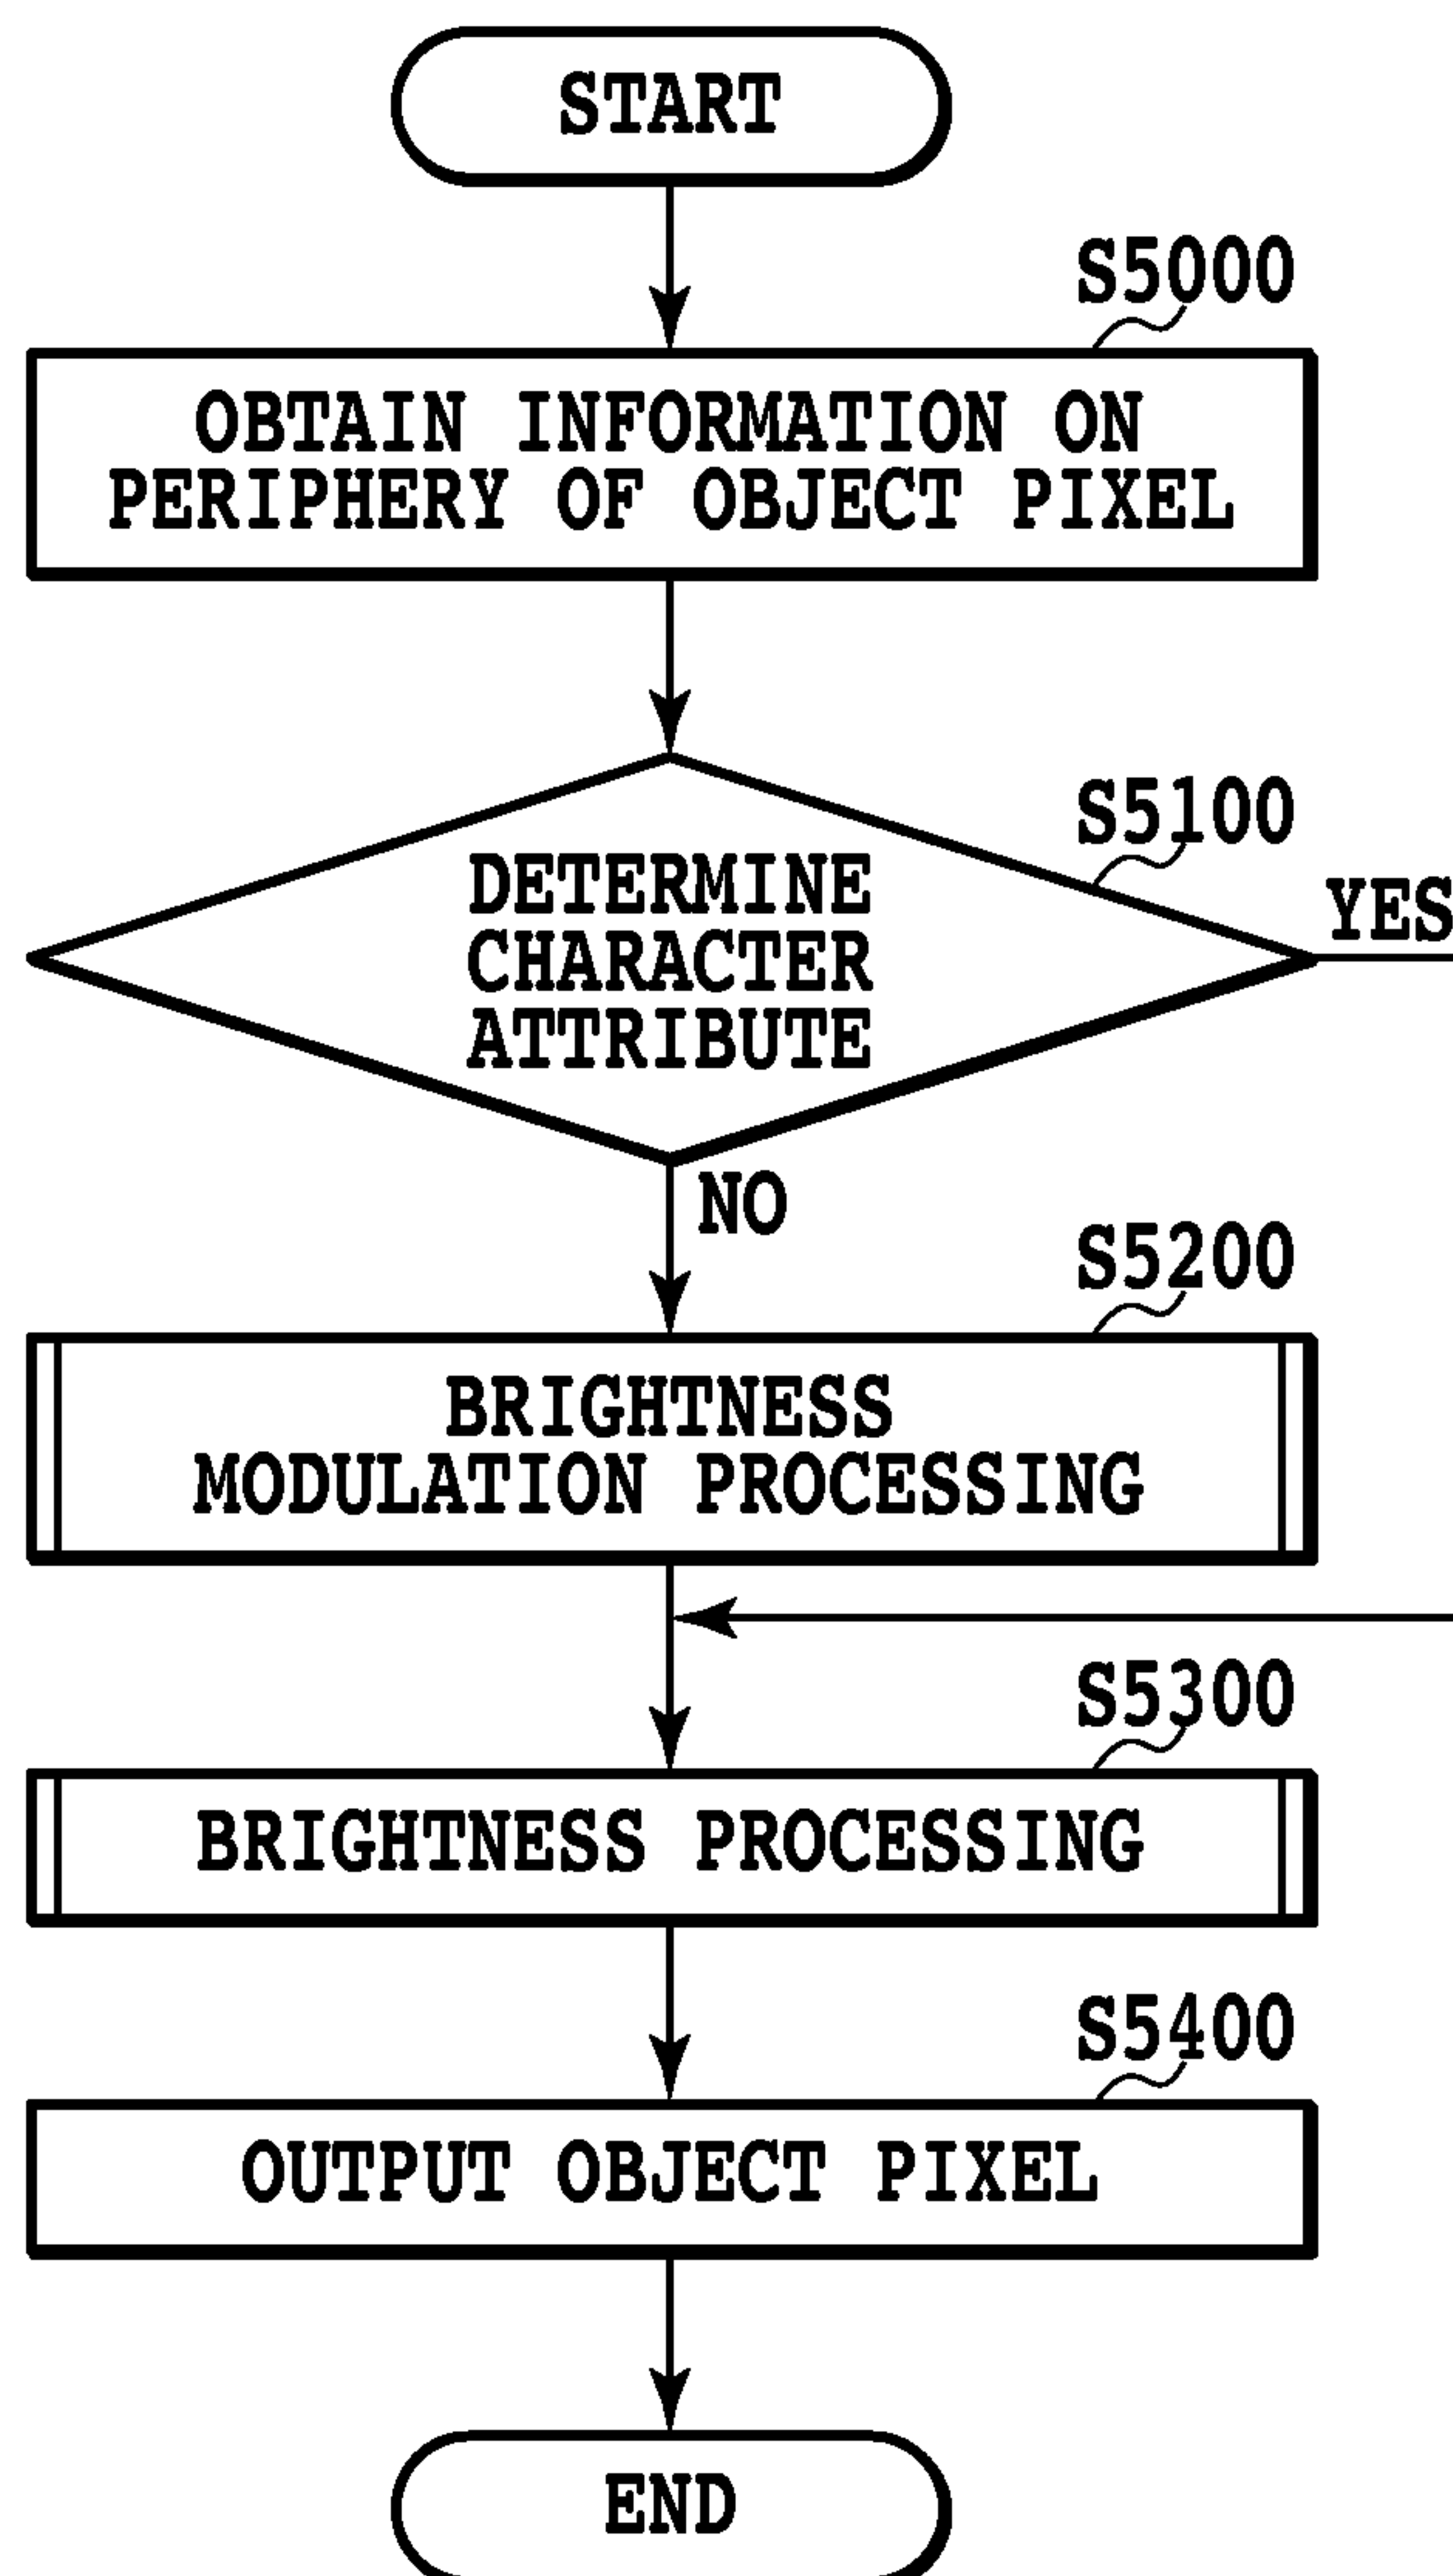 START
S5000
OBTAIN INFORMATION ON
PERIPHERY OF OBJECT PIXEL
S5100
YES
DETERMINE
CHARACTER
ATTRIBUTE
NO
S5200
BRIGHTNESS
MODULATION PROCESSING
S5300
BRIGHTNESS PROCESSING
S5400
OUTPUT OBJECT PIXEL
END